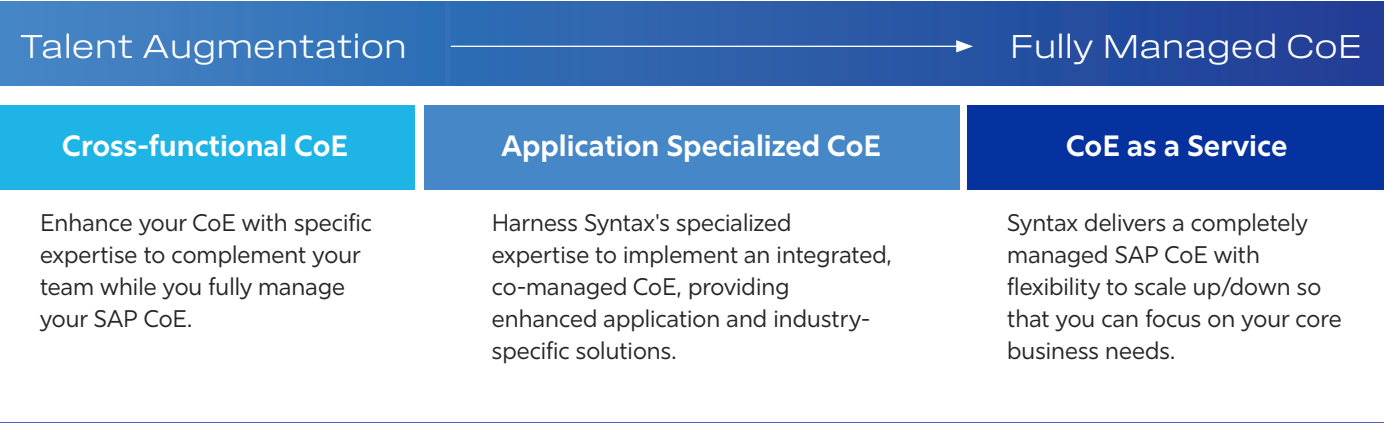 Talent Augmentation
Fully Managed CoE
Cross-functional CoE
Application Specialized CoE
CoE as a Service
Enhance your CoE with specific
expertise to complement your
team while you fully manage
your SAP CoE.
Harness Syntax's specialized
expertise to implement an integrated,
co-managed CoE, providing
enhanced application and industry-
specific solutions.
Syntax delivers a completely
managed SAP CoE with
flexibility to scale up/down so
that you can focus on your core
business needs.